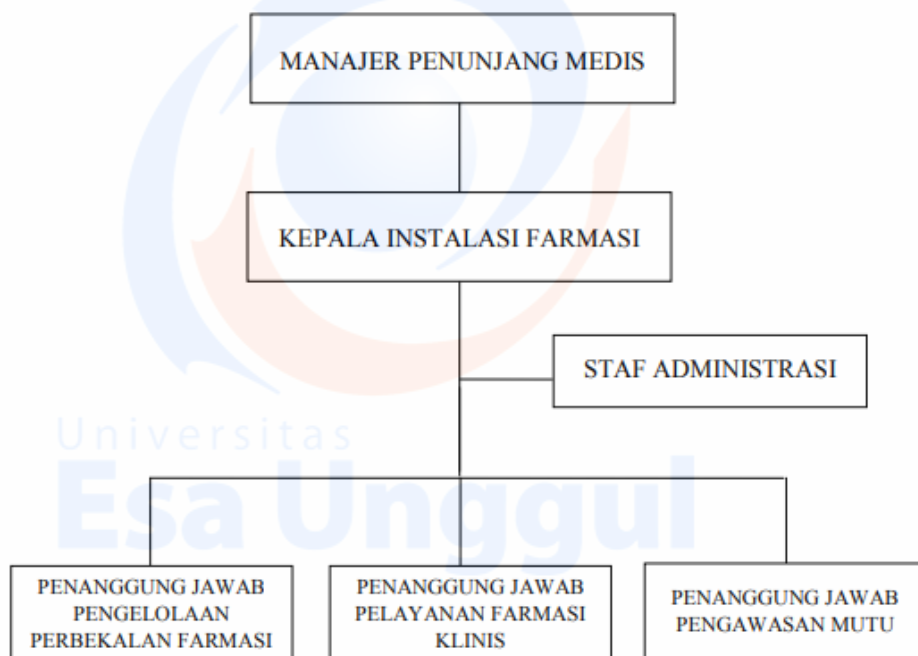 MANAJER PENUNJANG MEDIS
KEPALA INSTALASI FARMASI
STAF ADMINISTRASI
Universitas
Esa Unggul
PENANGGUNG JAWAB
PENGELOLAAN
PERBEKALAN FARMASI
PENANGGUNG JAWAB
PELAYANAN FARMASI
KLINIS
PENANGGUNG JAWAB
PENGAWASAN MUTU